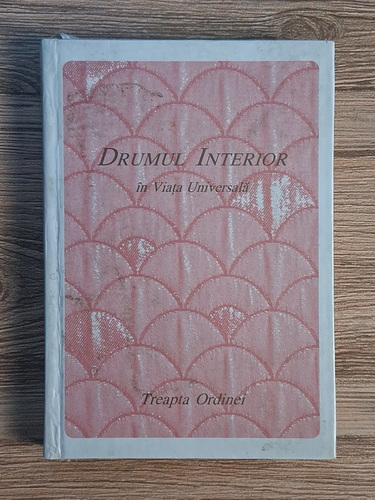 DRUMUL INTERIOR
în Viața Universală
Treapta Ordinei